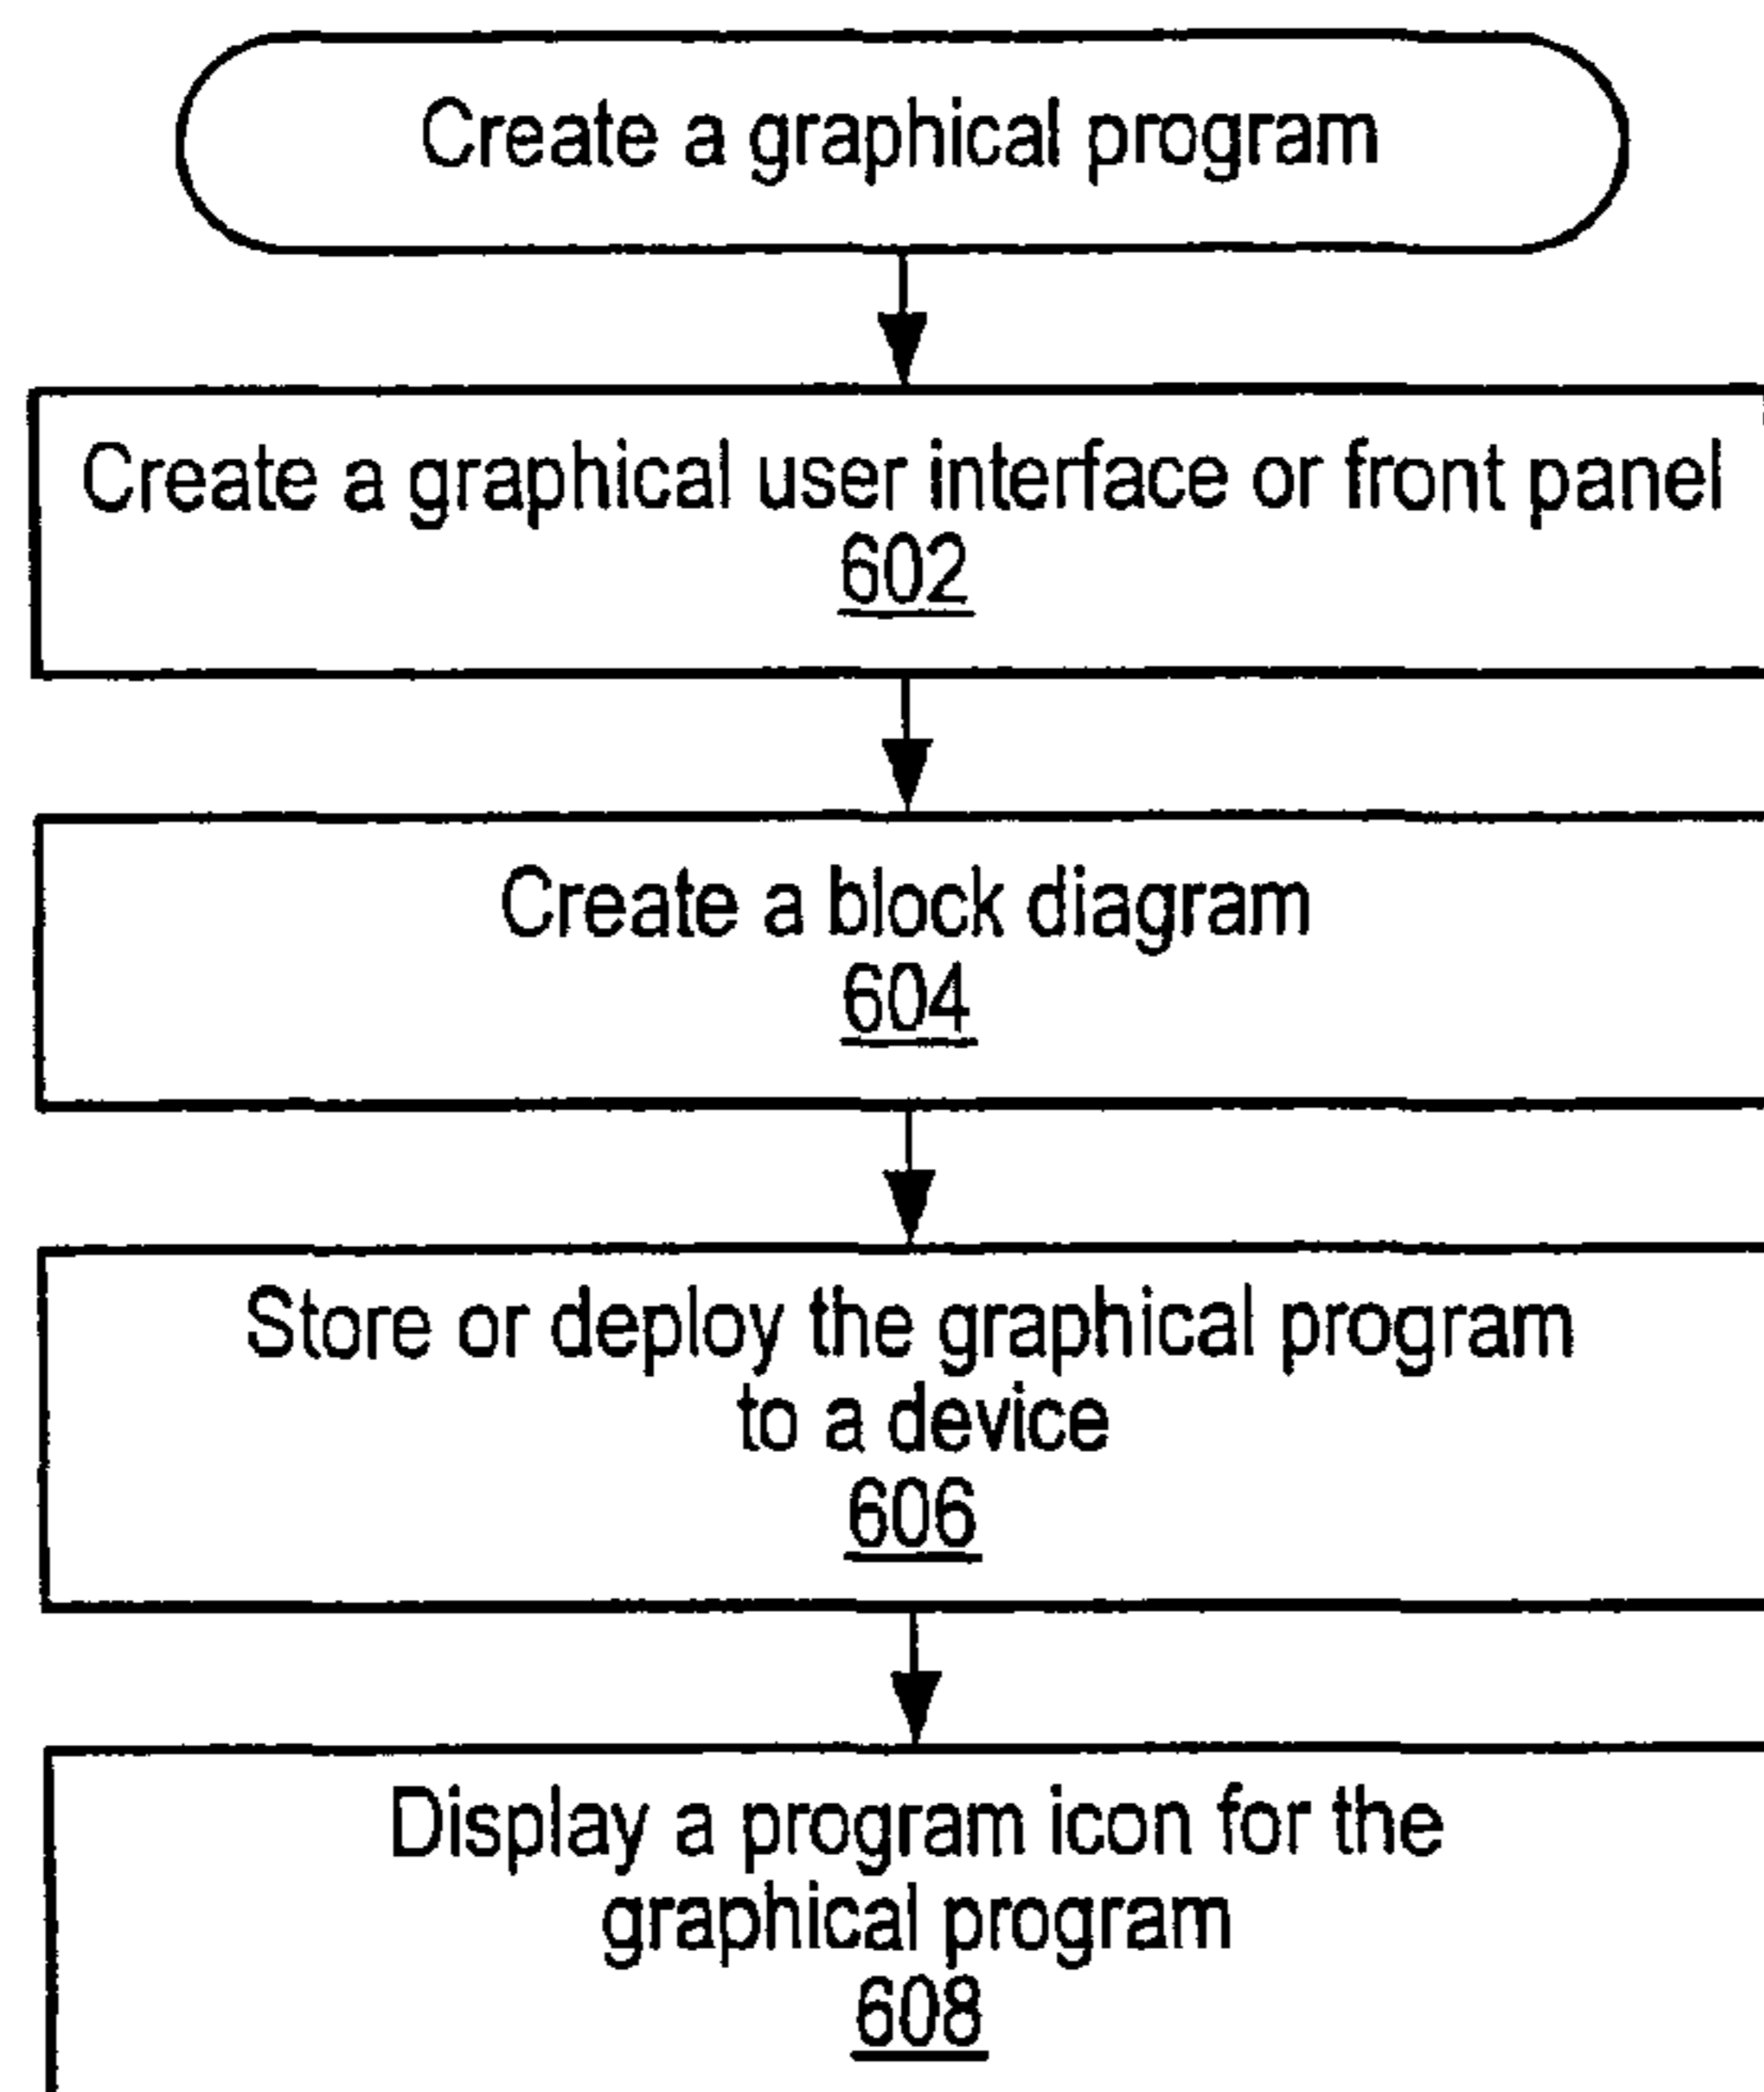 Create a graphical program
Create a graphical user interface or front panel
602
Create a block diagram
604
Store or deploy the graphical program
to a device
606
Display a program icon for the
graphical program
608